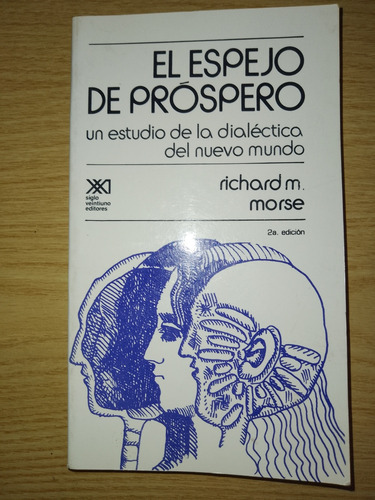 EL ESPEJO
DE PRÓSPERO
un estudio de la dialéctica
del nuevo mundo
siglo
veintiuno
editores
richard m.
morse
2a. edición